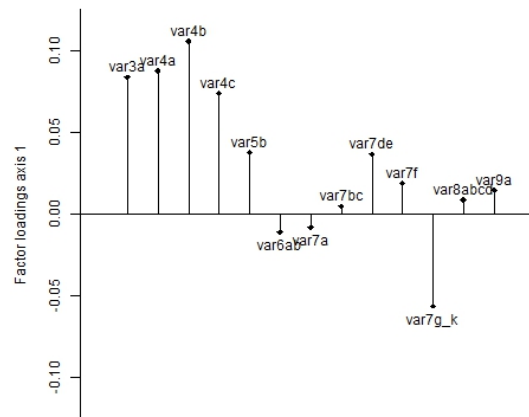 var4b
0.10
var3a
var4a
var4c
0.05
var5b
var7de
var7f
var7bc
var8abcd
var9a
0.00
var6ab
var7a
-0.05
var7g_k
-0.10
Factor loadings axis 1